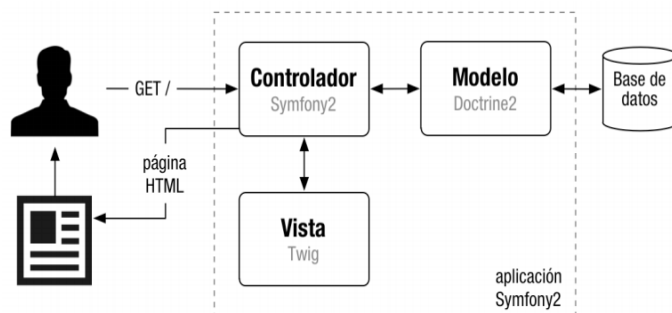 GET /
Controlador
Symfony2
Modelo
Doctrine2
Base de
datos
página
HTML
Vista
Twig
aplicación
Symfony2